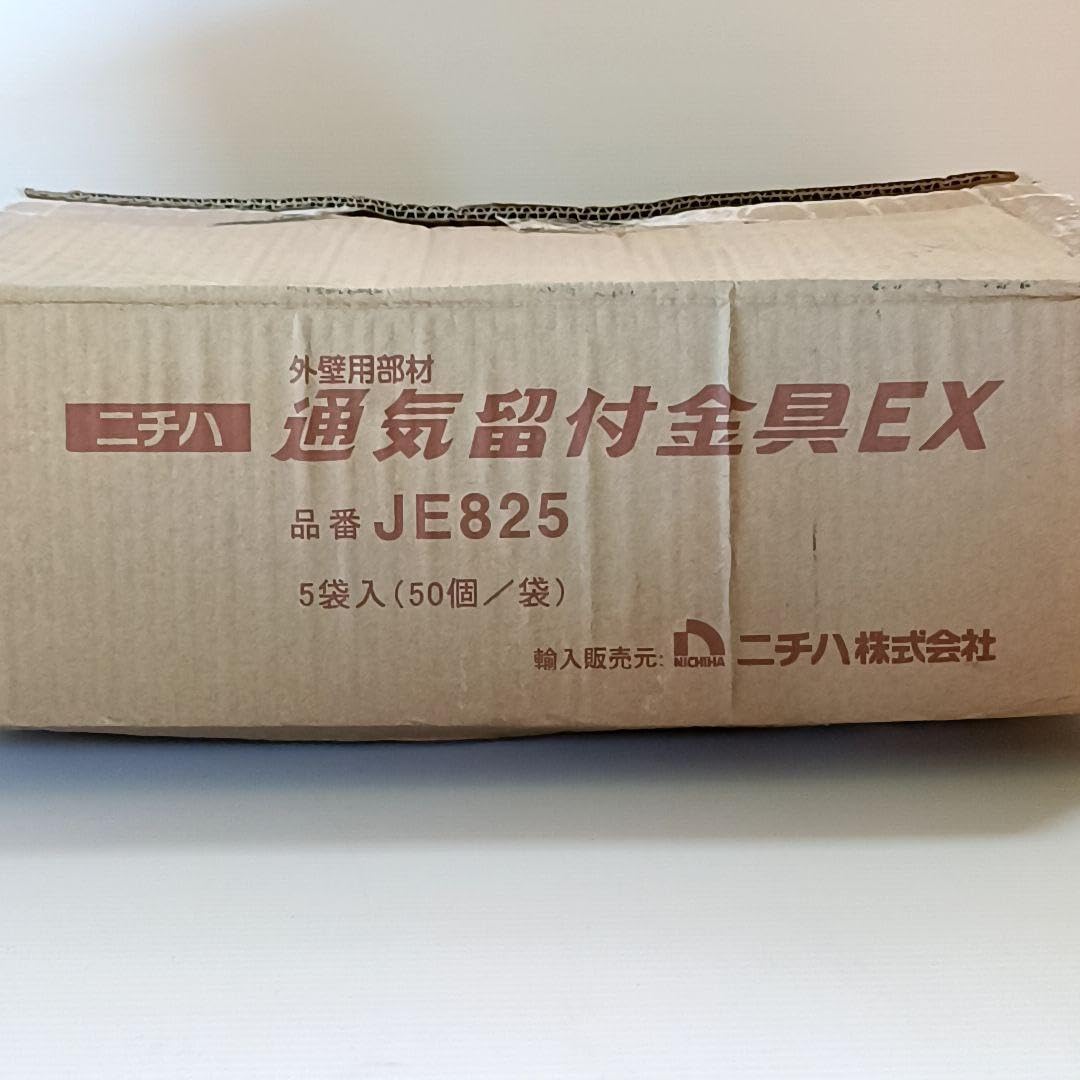 外壁用部材
ニチハ 通気留付金具EX
品番 JE825
5袋入(50個/袋)
輸入販売元: NICHIHA ニチハ株式会社